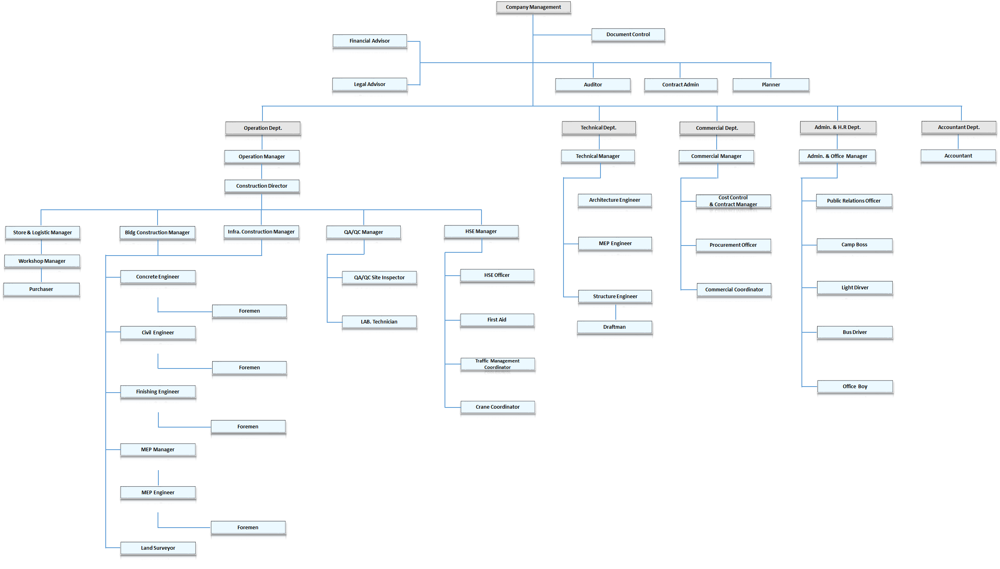 Company Management
Document Control
Financial Advisor
Legal Advisor
Auditor
Contract Admin
Planner
Operation Dept.
Technical Dept.
Commercial Dept.
Admin. & H.R Dept.
Accountant Dept.
Operation Manager
Technical Manager
Commercial Manager
Admin. & Office Manager
Accountant
Construction Director
Store & Logistic Manager
Bldg Construction Manager
Infra. Construction Manager
QA/QC Manager
HSE Manager
Workshop Manager
Purchaser
Concrete Engineer
Foremen
Civil Engineer
Foremen
Finishing Engineer
Foremen
MEP Manager
MEP Engineer
Foremen
Land Surveyor
QA/QC Site Inspector
LAB. Technician
HSE Officer
First Aid
Traffic Management
Coordinator
Crane Coordinator
Architecture Engineer
MEP Engineer
Structure Engineer
Draftman
Cost Control
& Contract Manager
Procurement Officer
Commercial Coordinator
Public Relations Officer
Camp Boss
Light Dirver
Bus Driver
Office Boy